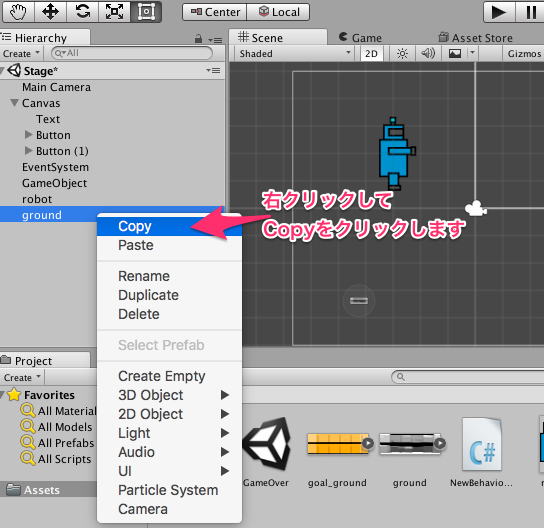 Center Local
Hierarchy
Create All
Scene Game Asset Store
Shaded 2D Gizmos
Stage*
Main Camera
Canvas
Text
Button
Button (1)
EventSystem
GameObject
robot
ground
Copy
Paste
Rename
Duplicate
Delete
Select Prefab
Create Empty
3D Object
2D Object
Light
Audio
UI
Particle System
Camera
右クリックして
Copyをクリックします
Project
Create
Favorites
All Material
All Models
All Prefabs
All Scripts
Assets
GameOver
goal_ground
ground
C#
NewBehavio...